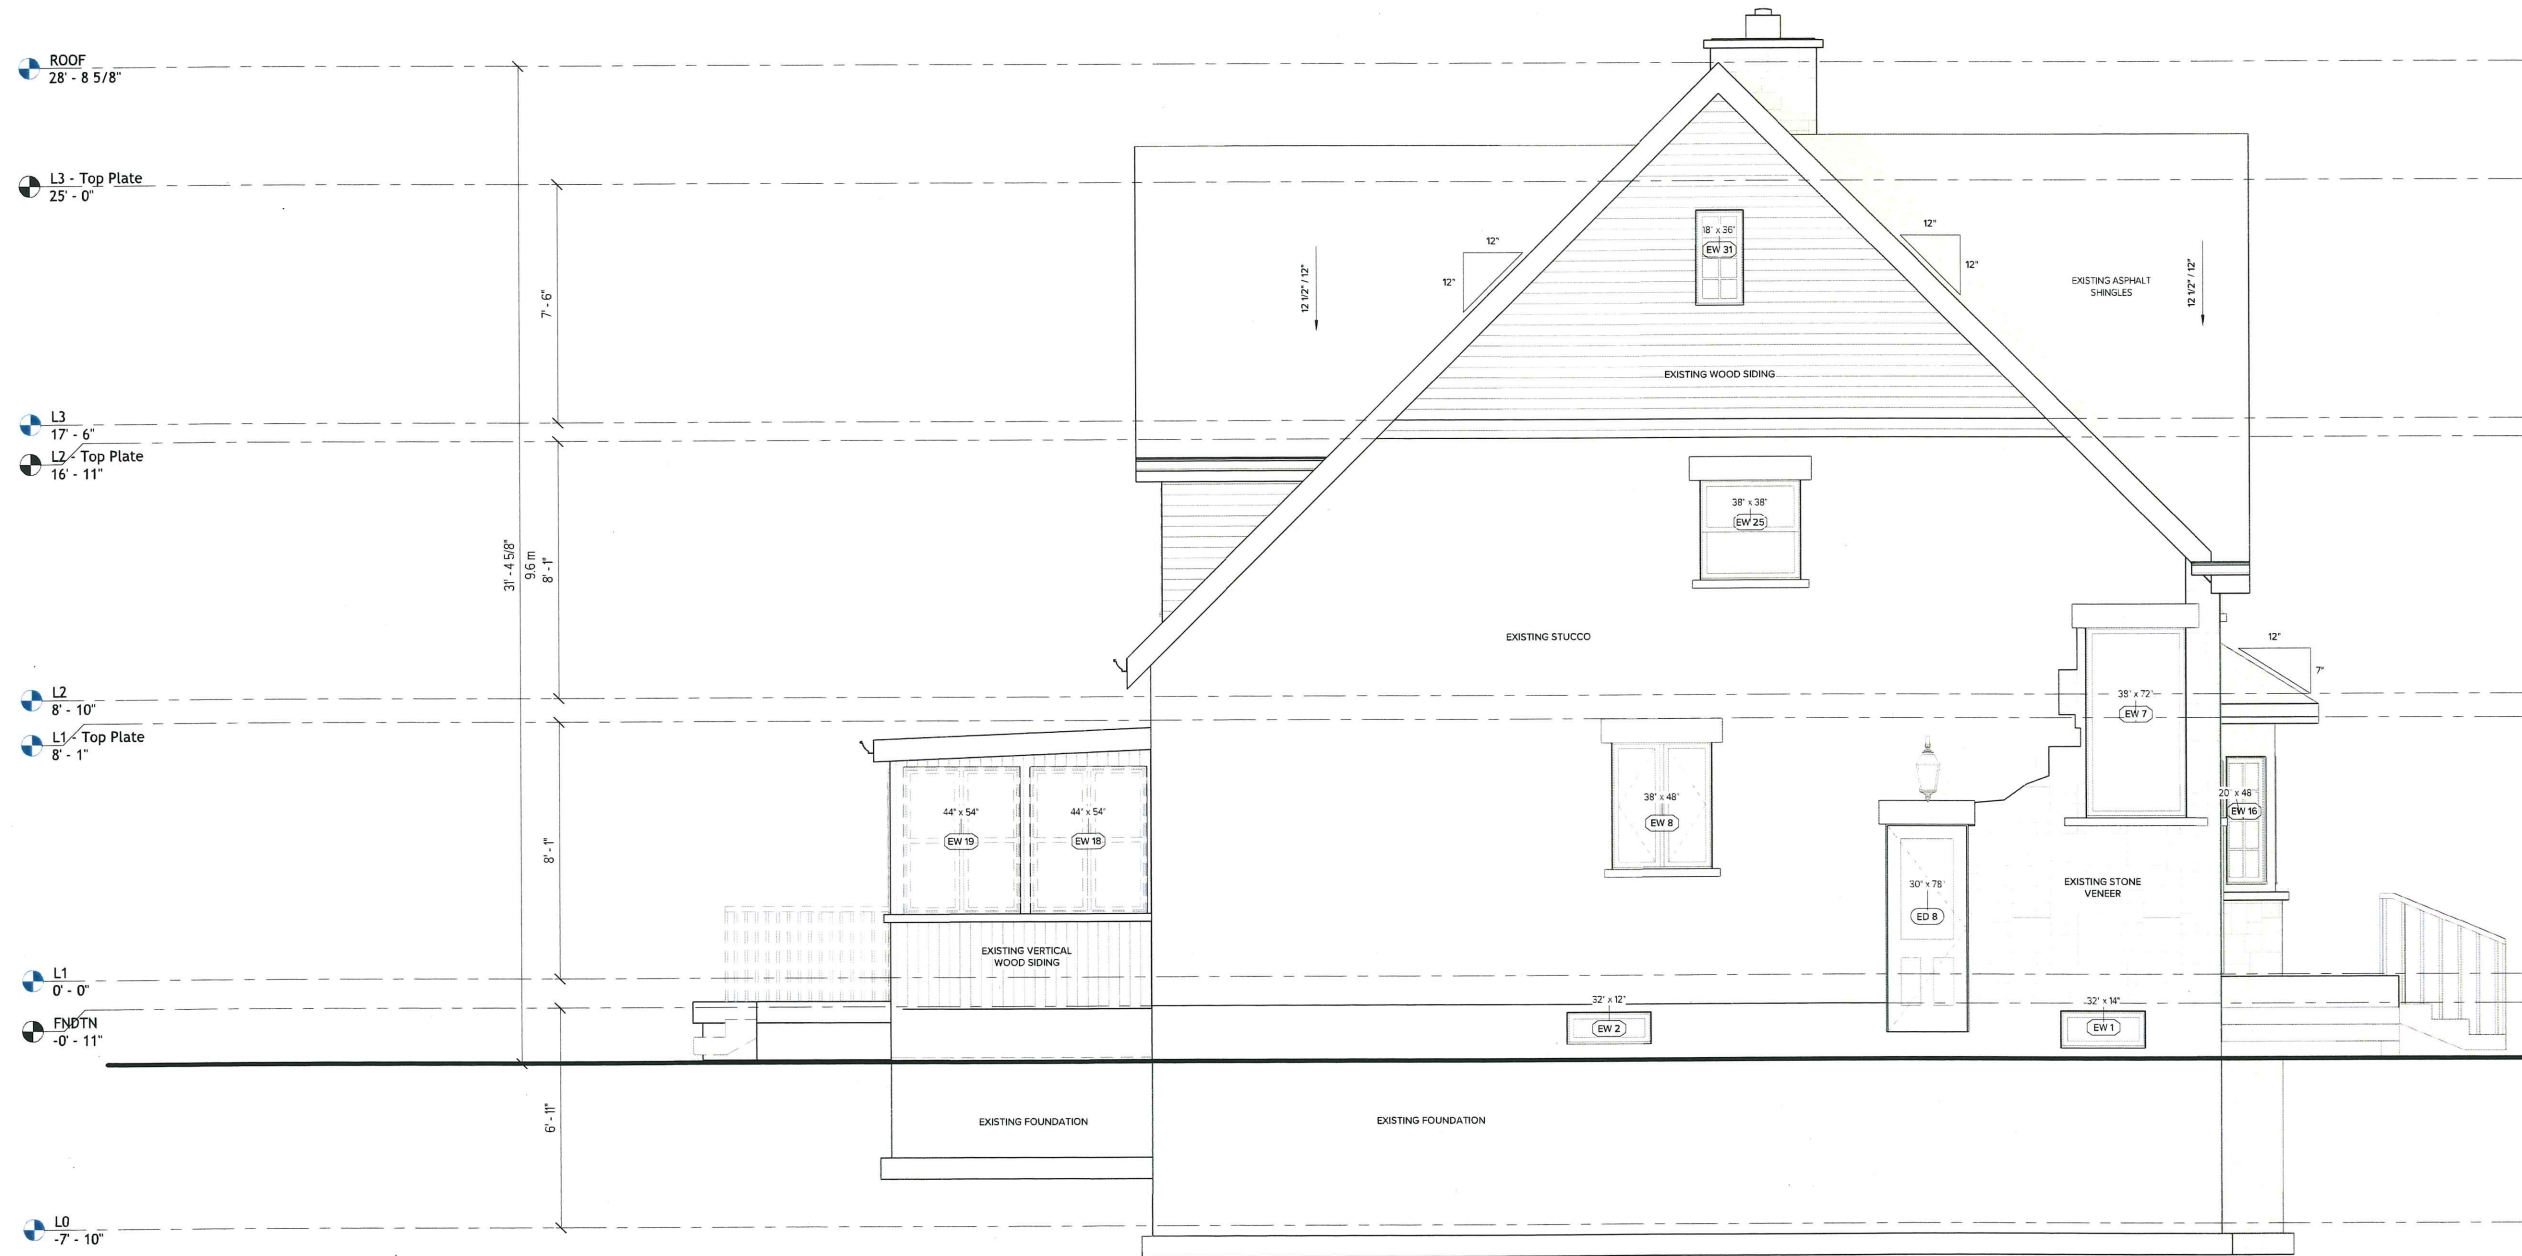 ROOF
28' - 8 5/8"
L3 - Top Plate
25' - 0"
12"
12"
18" x 36"
EW 31
12"
12"
12 1/2" / 12"
EXISTING ASPHALT
SHINGLES
12 1/2" / 12"
7' - 6"
EXISTING WOOD SIDING
L3
17' - 6"
L2 - Top Plate
16' - 11"
38" x 38"
EW 25
31' - 4 5/8"
9.6 m
8' - 1"
EXISTING STUCCO
12"
7"
L2
8' - 10"
38" x 72"
EW 7
L1 - Top Plate
8' - 1"
44" x 54"
EW 19
44" x 54"
EW 18
38" x 48"
EW 8
20" x 48"
EW 16
8' - 1"
30" x 78"
ED 8
EXISTING STONE
VENEER
EXISTING VERTICAL
WOOD SIDING
L1
0' - 0"
32" x 12"
EW 2
32" x 14"
EW 1
FNDTN
-0' - 11"
6' - 11"
EXISTING FOUNDATION
EXISTING FOUNDATION
L0
-7' - 10"